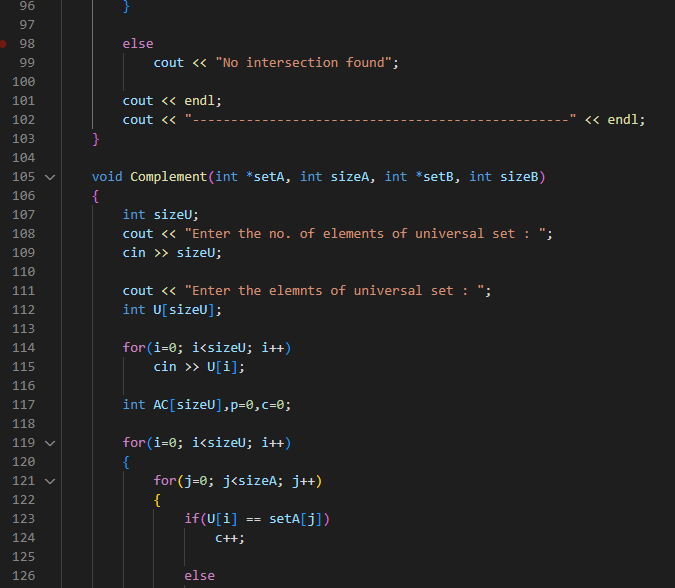 96 }
97
98 else
99 cout << "No intersection found";
100
101 cout << endl;
102 cout << "-------------------------------------------------" << endl;
103 }
104
105 void Complement(int *setA, int sizeA, int *setB, int sizeB)
106 {
107 int sizeU;
108 cout << "Enter the no. of elements of universal set : ";
109 cin >> sizeU;
110
111 cout << "Enter the elemnts of universal set : ";
112 int U[sizeU];
113
114 for(i=0; i<sizeU; i++)
115 cin >> U[i];
116
117 int AC[sizeU],p=0,c=0;
118
119 for(i=0; i<sizeU; i++)
120 {
121 for(j=0; j<sizeA; j++)
122 {
123 if(U[i] == setA[j])
124 c++;
125
126 else